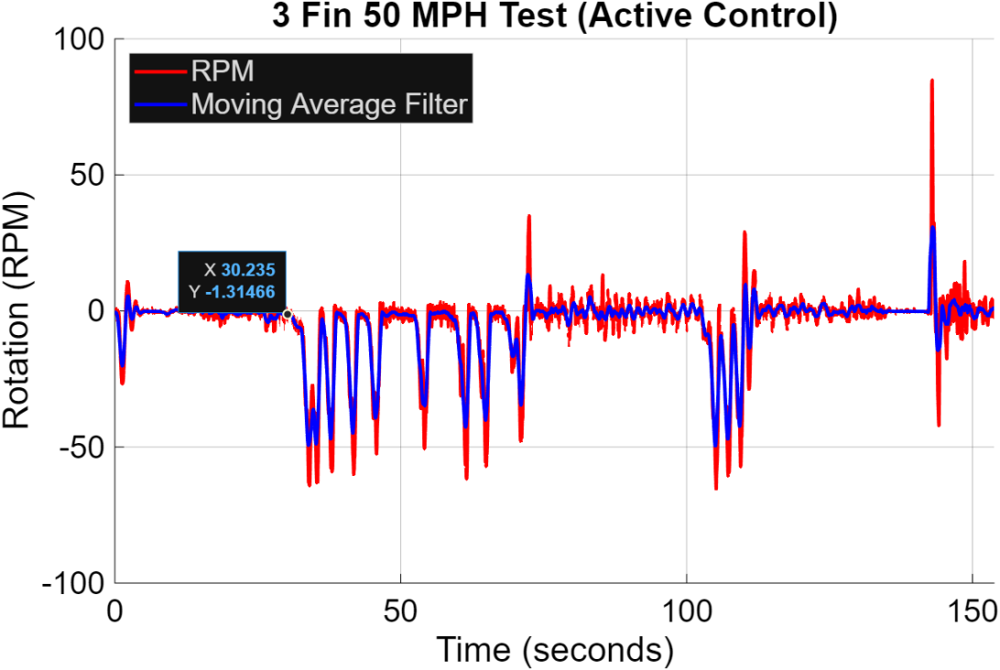 3 Fin 50 MPH Test (Active Control)
100
RPM
Moving Average Filter
50
X 30.235
Y -1.31466
0
-50
-100
0 50 100 150
Rotation (RPM)
Time (seconds)